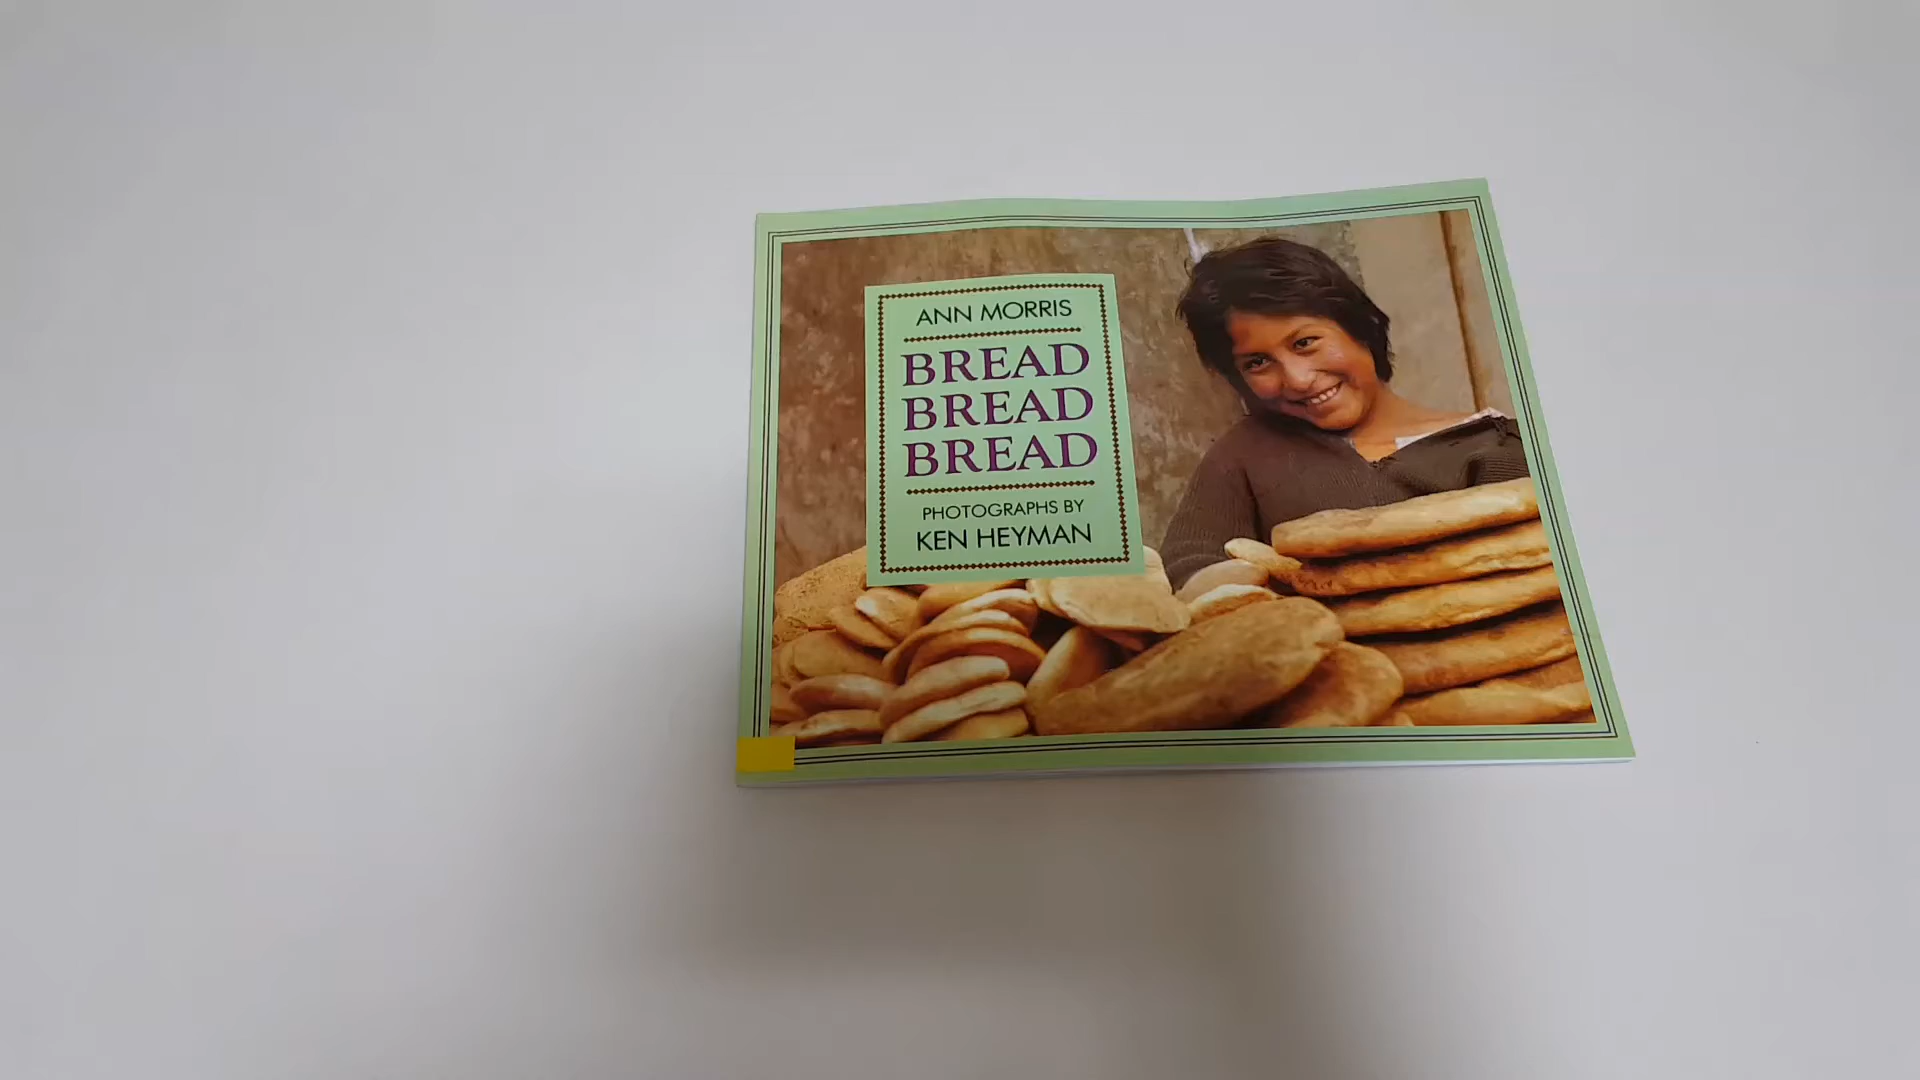 ANN MORRIS
BREAD
BREAD
BREAD
PHOTOGRAPHS BY
KEN HEYMAN